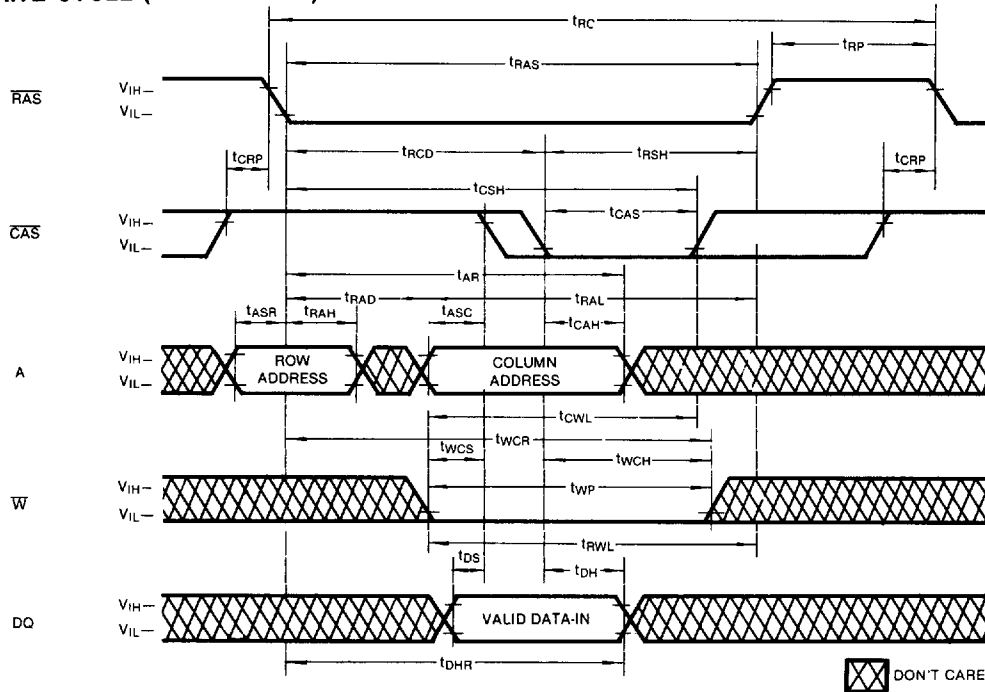 tRC
tRP
tRAS
RAS
VIH—
VIL—
tCRP
tRCD
tRSH
tCRP
tCSH
tCAS
CAS
VIH—
VIL—
tAR
tRAD
tRAL
tASR
tRAH
tASC
tCAH
A
VIH—
VIL—
ROW
ADDRESS
COLUMN
ADDRESS
tCWL
tWCR
tWCS
tWCH
W
VIH—
VIL—
tWP
tRWL
tDS
tDH
DQ
VIH—
VIL—
VALID DATA-IN
tDHR
DON'T CARE